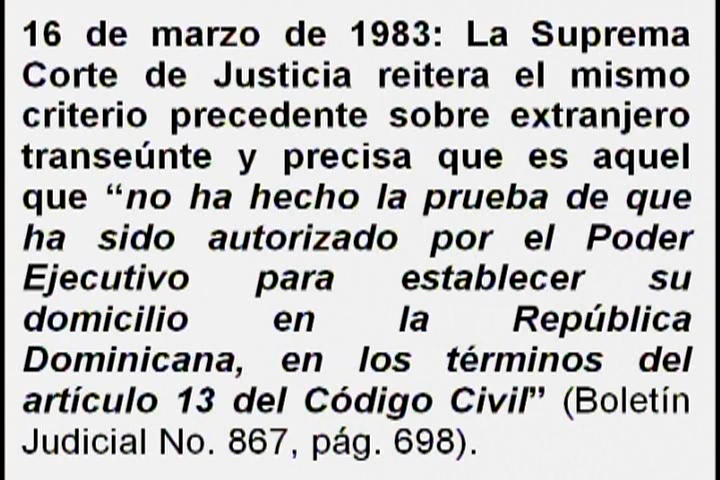 16 de marzo de 1983: La Suprema
Corte de Justicia reitera el mismo
criterio precedente sobre extranjero
transeúnte y precisa que es aquel
que “no ha hecho la prueba de que
ha sido autorizado por el Poder
Ejecutivo para establecer su
domicilio en la República
Dominicana, en los términos del
artículo 13 del Código Civil” (Boletín
Judicial No. 867, pág. 698).